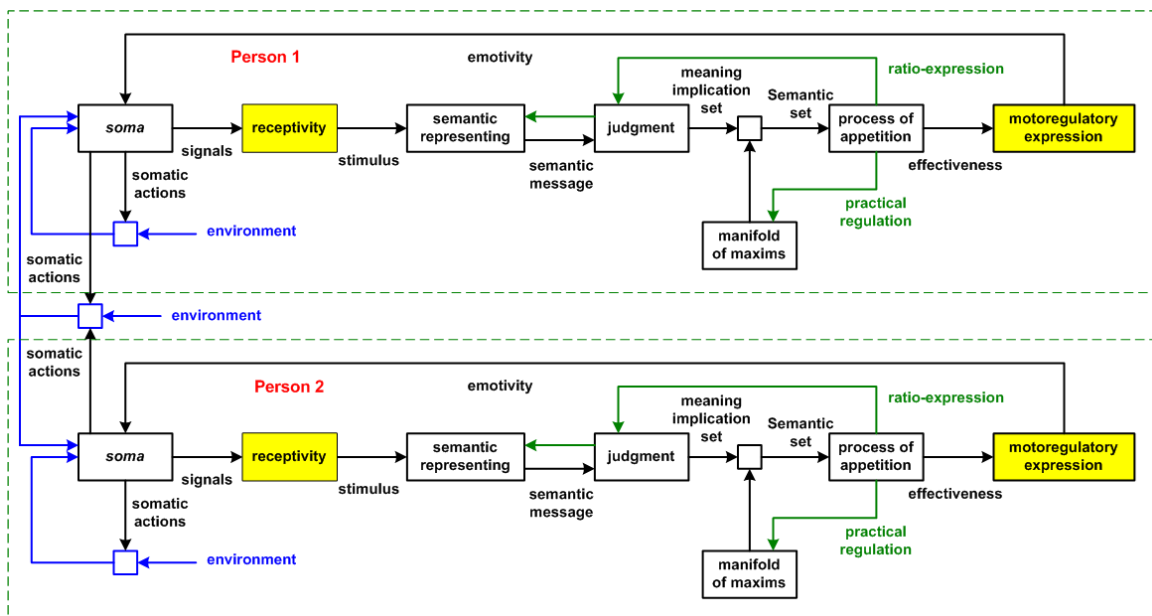 Person 1
emotivity
ratio-expression
meaning
implication
set
Semantic
set
soma
receptivity
semantic
representing
judgment
process of
appetition
motoregulatory
expression
signals
stimulus
semantic
message
effectiveness
somatic
actions
practical
regulation
environment
manifold
of maxims
somatic
actions
environment
somatic
actions
Person 2
emotivity
ratio-expression
meaning
implication
set
Semantic
set
soma
receptivity
semantic
representing
judgment
process of
appetition
motoregulatory
expression
signals
stimulus
semantic
message
effectiveness
somatic
actions
practical
regulation
environment
manifold
of maxims